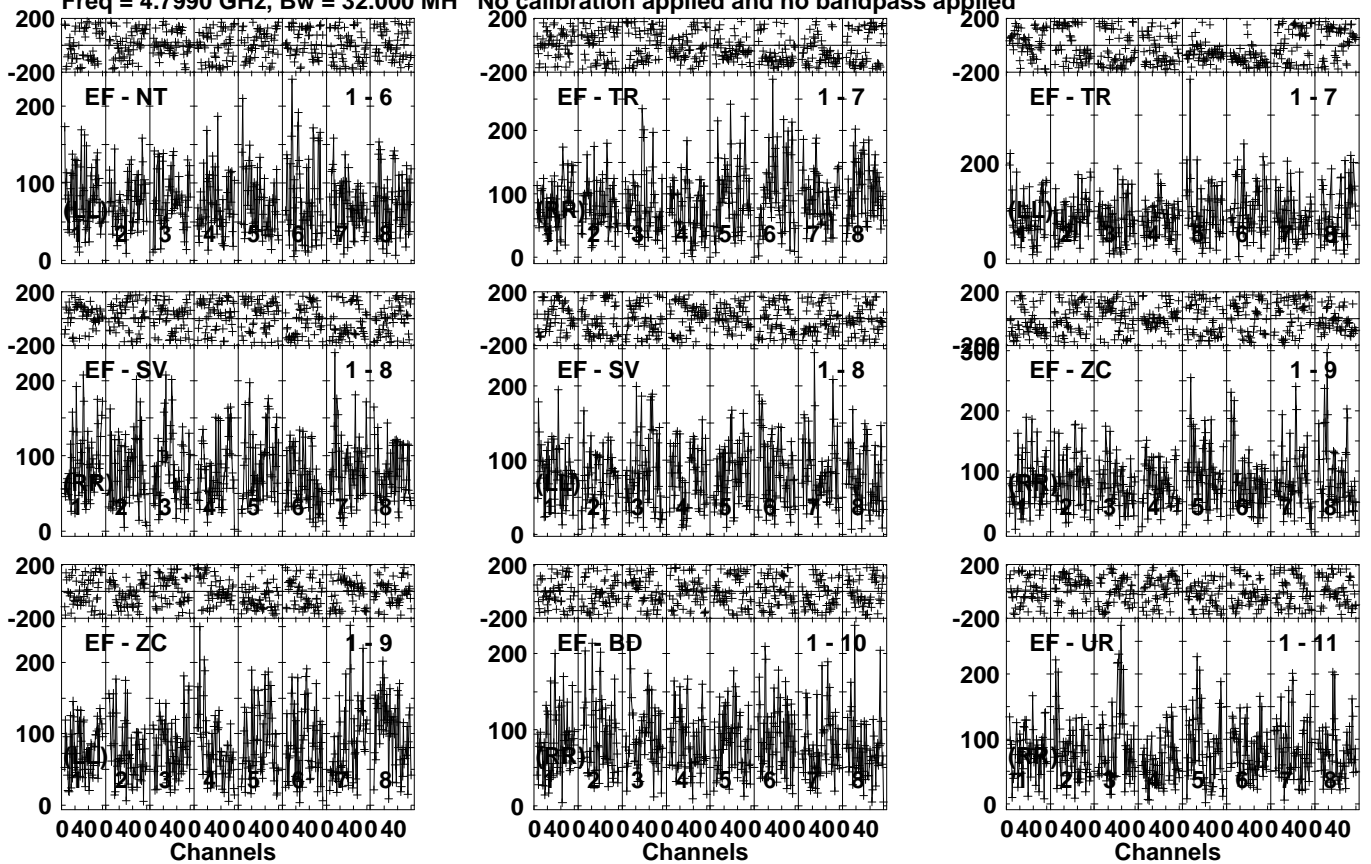 Freq = 4.7990 GHz, Bw = 32.000 MH No calibration applied and no bandpass applied
200 200 200
-200 -200 -200
EF - NT 1 - 6 EF - TR 1 - 7 EF - TR 1 - 7
200 200 200
100 100 100
(LL) (RR) (LL)
1 2 3 4 5 6 7 8 1 2 3 4 5 6 7 8 1 2 3 4 5 6 7 8
0 0 0
200 200 200
-200 -200 -200
300
EF - SV 1 - 8 EF - SV 1 - 8 EF - ZC 1 - 9
200 200 200
100 100 100
(RR) (LL) (RR)
1 2 3 4 5 6 7 8 1 2 3 4 5 6 7 8 1 2 3 4 5 6 7 8
0 0 0
200 200 200
-200 -200 -200
EF - ZC 1 - 9 EF - BD 1 - 10 EF - UR 1 - 11
200 200 200
100 100 100
(LL) (RR) (RR)
1 2 3 4 5 6 7 8 1 2 3 4 5 6 7 8 1 2 3 4 5 6 7 8
0 0 0
0 40 0 40 0 40 0 40 0 40 0 40 0 40 0 40 0 40 0 40 0 40 0 40 0 40 0 40 0 40 0 40 0 40 0 40 0 40 0 40 0 40 0 40 0 40 0 40
Channels Channels Channels